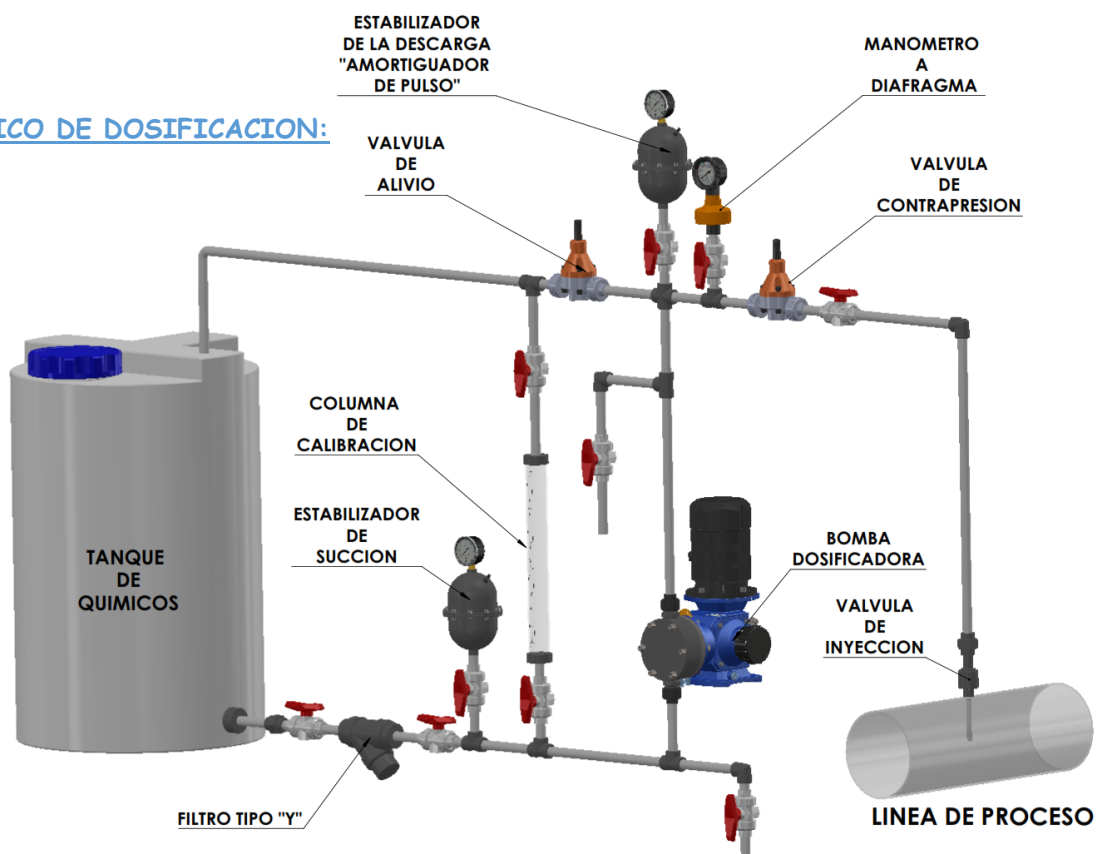 ESTABILIZADOR
DE LA DESCARGA
"AMORTIGUADOR
DE PULSO"
MANOMETRO
A
DIAFRAGMA
ICO DE DOSIFICACION:
VALVULA
DE
ALIVIO
VALVULA
DE
CONTRAPRESION
COLUMNA
DE
CALIBRACION
ESTABILIZADOR
DE
SUCCION
TANQUE
DE
QUIMICOS
BOMBA
DOSIFICADORA
VALVULA
DE
INYECCION
FILTRO TIPO "Y"
LINEA DE PROCESO